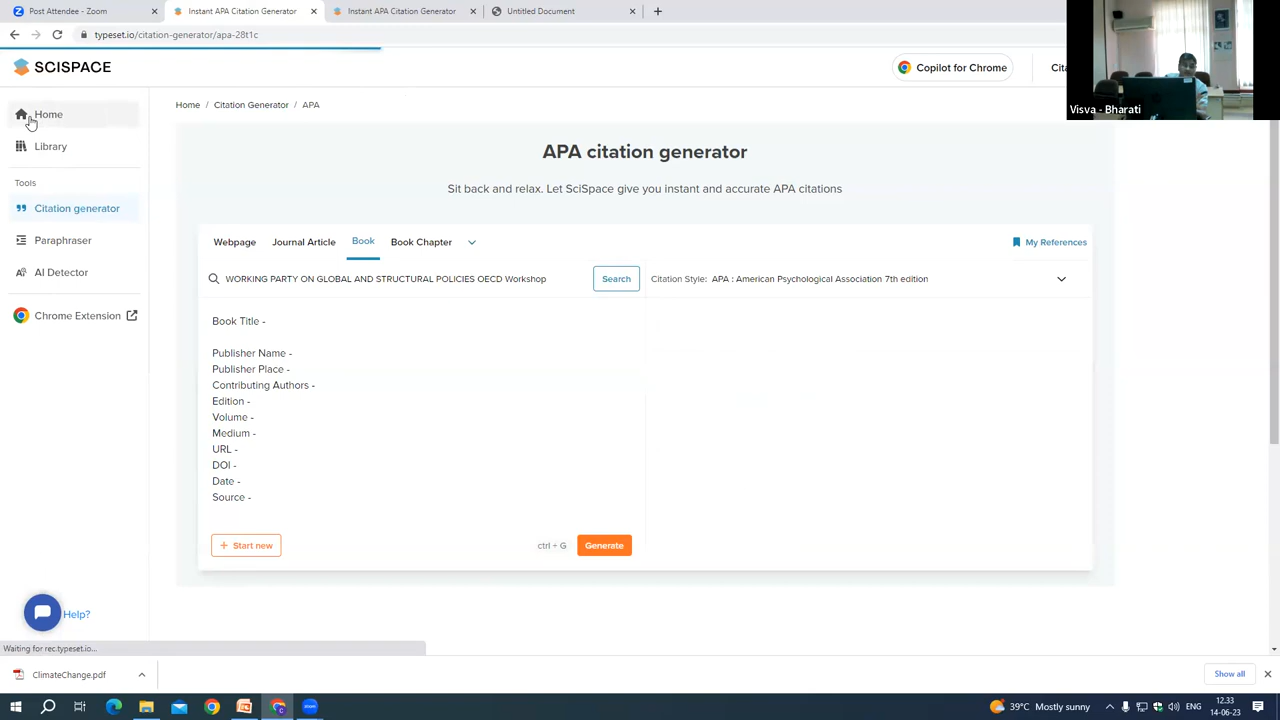 Post Attendee - Zoom
Instant APA Citation Generator
Instant APA Citation Generator
Untitled Document
typeset.io/citation-generator/apa-28t1c
SCISPACE
Copilot for Chrome
Visva - Bharati
Home
Library
Tools
Citation generator
Paraphraser
AI Detector
Chrome Extension
Home / Citation Generator / APA
APA citation generator
Sit back and relax. Let SciSpace give you instant and accurate APA citations
Webpage Journal Article Book Book Chapter
My References
WORKING PARTY ON GLOBAL AND STRUCTURAL POLICIES OECD Workshop
Search
Citation Style: APA : American Psychological Association 7th edition
Book Title -
Publisher Name -
Publisher Place -
Contributing Authors -
Edition -
Volume -
Medium -
URL -
DOI -
Date -
Source -
+ Start new
ctrl + G
Generate
Help?
Waiting for rec.typeset.io...
ClimateChange.pdf
Show all
39°C Mostly sunny
ENG
12.33
14-06-23